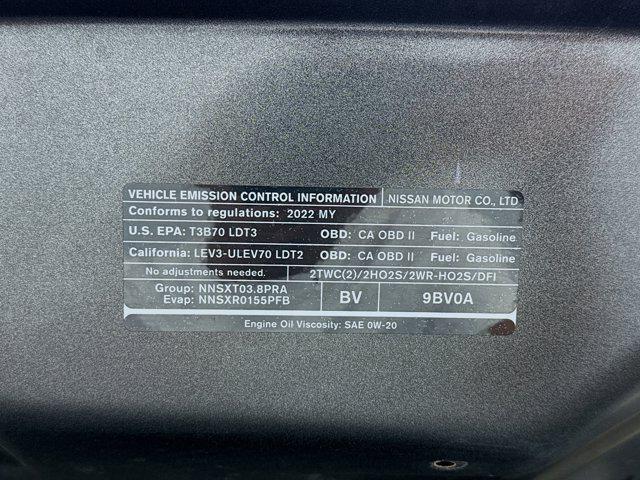 VEHICLE EMISSION CONTROL INFORMATION NISSAN MOTOR CO., LTD
Conforms to regulations: 2022 MY
U.S. EPA: T3B70 LDT3 OBD: CA OBD II Fuel: Gasoline
California: LEV3-ULEV70 LDT2 OBD: CA OBD II Fuel: Gasoline
No adjustments needed. 2TWC(2)/2HO2S/2WR-HO2S/DFI
Group: NNSXT03.8PRA
Evap: NNSXR0155PFB BV 9BV0A
Engine Oil Viscosity: SAE 0W-20